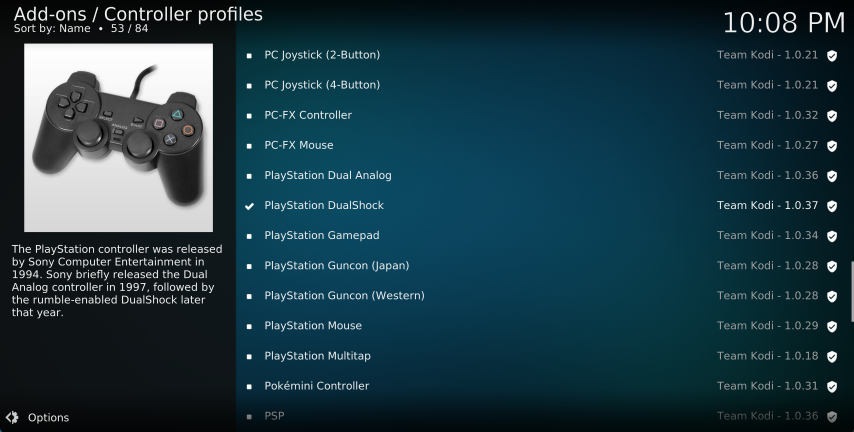 Add-ons / Controller profiles
Sort by: Name • 53 / 84
10:08 PM
PC Joystick (2-Button) Team Kodi - 1.0.21
PC Joystick (4-Button) Team Kodi - 1.0.21
PC-FX Controller Team Kodi - 1.0.32
PC-FX Mouse Team Kodi - 1.0.27
PlayStation Dual Analog Team Kodi - 1.0.36
PlayStation DualShock Team Kodi - 1.0.37
PlayStation Gamepad Team Kodi - 1.0.34
PlayStation Guncon (Japan) Team Kodi - 1.0.28
PlayStation Guncon (Western) Team Kodi - 1.0.28
PlayStation Mouse Team Kodi - 1.0.29
PlayStation Multitap Team Kodi - 1.0.18
Pokémini Controller Team Kodi - 1.0.31
PSP Team Kodi - 1.0.36
The PlayStation controller was released
by Sony Computer Entertainment in
1994. Sony briefly released the Dual
Analog controller in 1997, followed by
the rumble-enabled DualShock later
that year.
Options